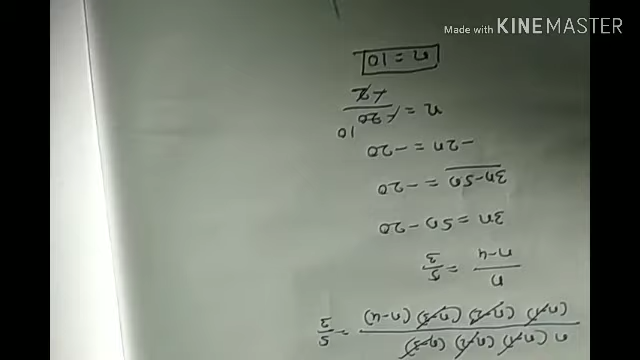 Made with KINEMASTER
n (n-1) (n-2) (n-3)
(n-1) (n-2) (n-3) (n-4) = 5/3
n/n-4 = 5/3
3n = 5n - 20
3n - 5n = -20
-2n = -20
n = -20/-2 10
n = 10